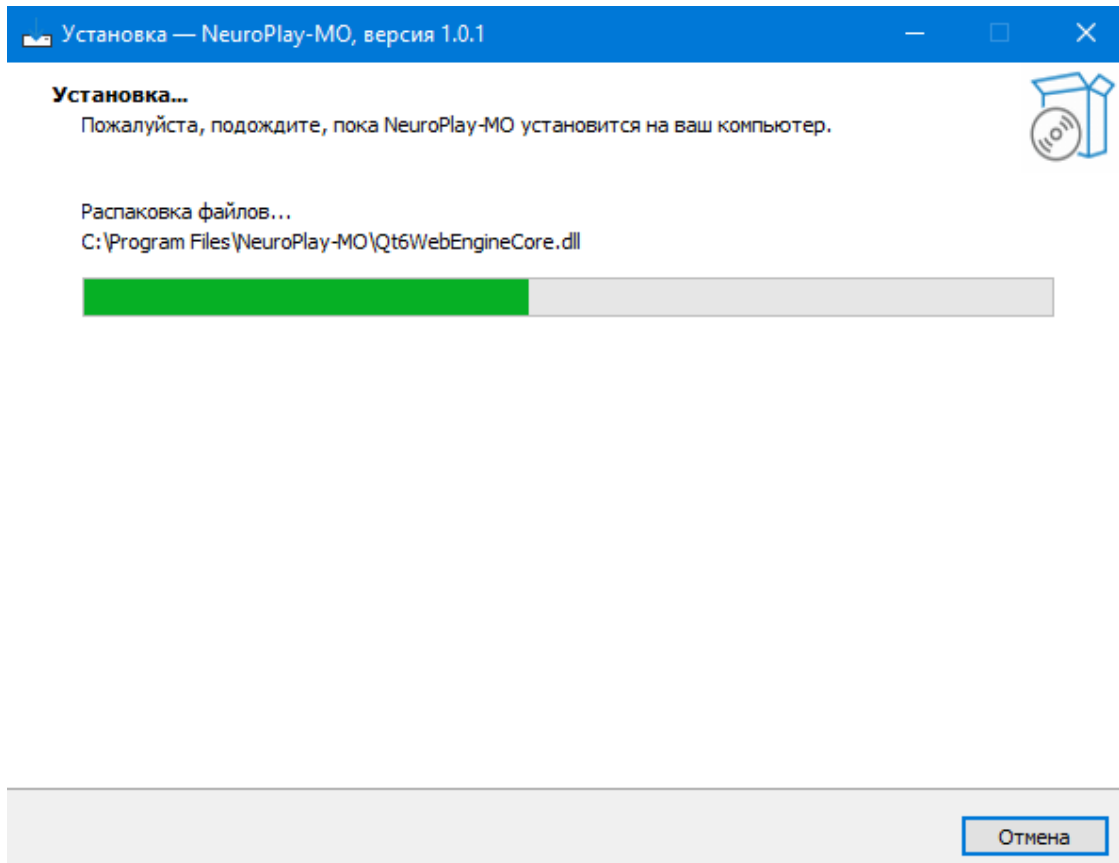 Установка — NeuroPlay-MO, версия 1.0.1
Установка...
Пожалуйста, подождите, пока NeuroPlay-MO установится на ваш компьютер.
Распаковка файлов...
C:\Program Files\NeuroPlay-MO\Qt6WebEngineCore.dll
Отмена